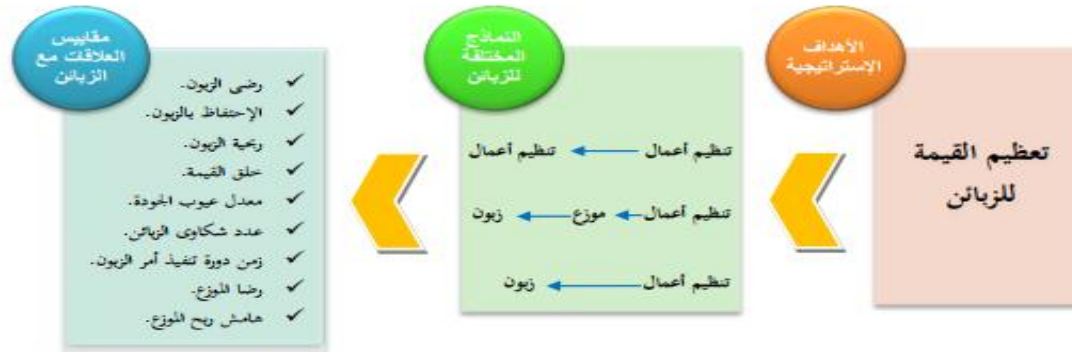 الأهداف
الإستراتيجية
تعظيم القيمة
للزبائن
النماذج
المختلفة
للزبائن
تنظيم أعمال تنظيم أعمال
تنظيم أعمال موزع زبون
تنظيم أعمال زبون
مقاييس
العلاقات مع
الزبائن
✓ رضى الزبون.
✓ الإحتفاظ بالزبون.
✓ ربحية الزبون.
✓ خلق القيمة.
✓ معدل عيوب الجودة.
✓ عدد شكاوى الزبائن.
✓ زمن دورة تنفيذ أمر الزبون.
✓ رضا الموزع.
✓ هامش ربح الموزع.